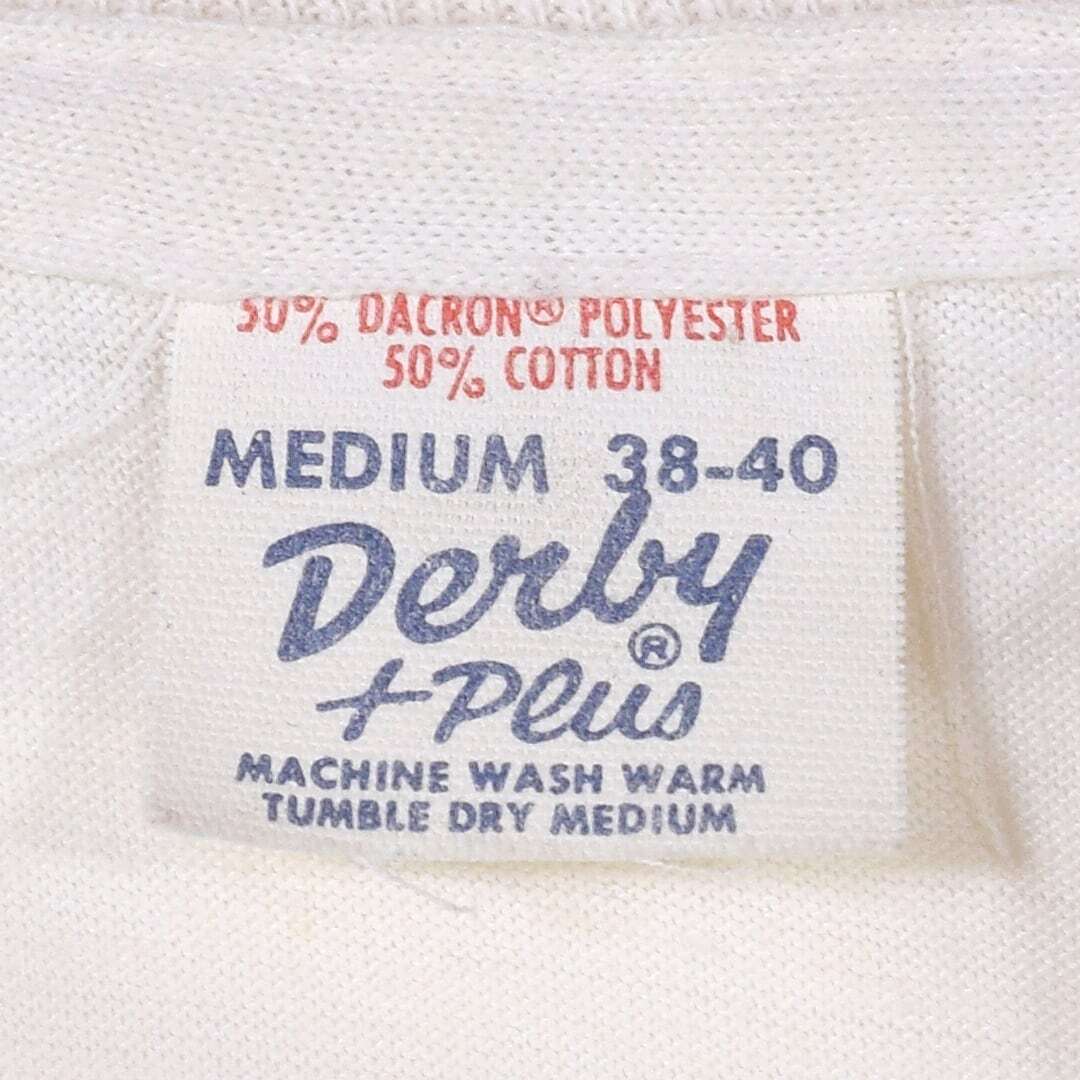 50% DACRON® POLYESTER
50% COTTON
MEDIUM 38-40
Derby®
+Plus
MACHINE WASH WARM
TUMBLE DRY MEDIUM